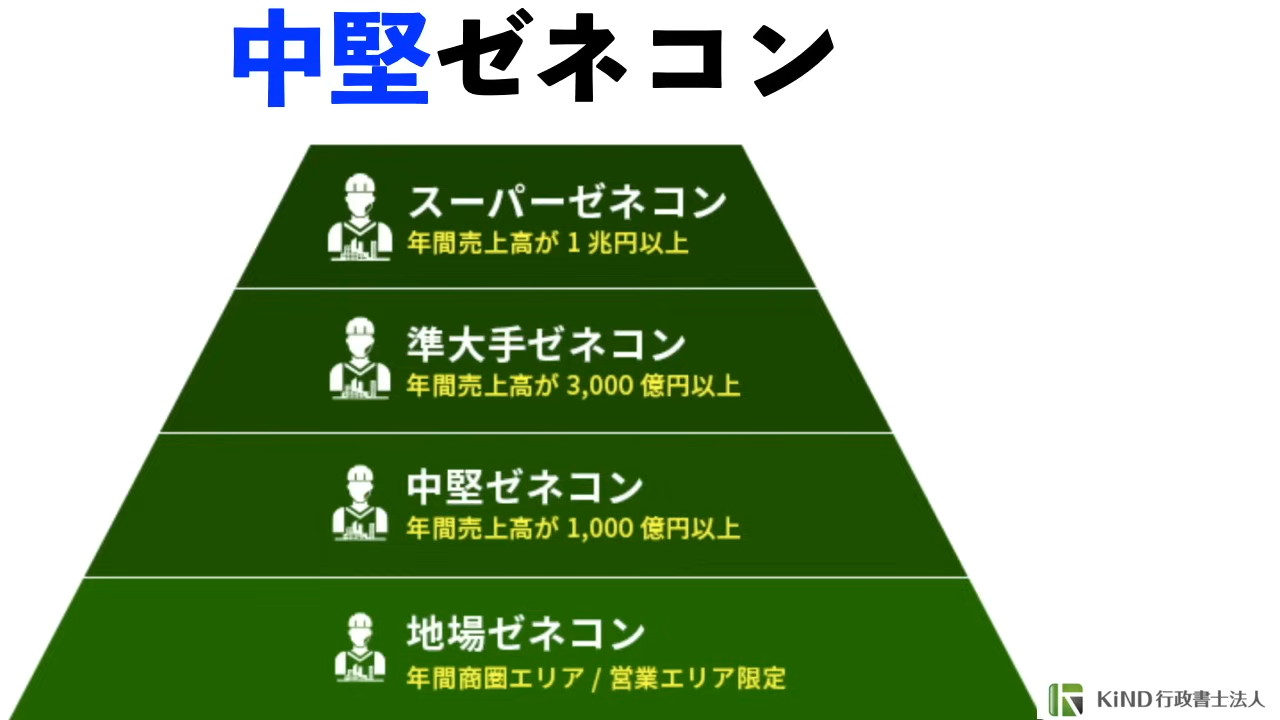 中堅ゼネコン
スーパーゼネコン
年間売上高が 1 兆円以上
準大手ゼネコン
年間売上高が 3,000 億円以上
中堅ゼネコン
年間売上高が 1,000 億円以上
地場ゼネコン
年間商圏エリア / 営業エリア限定
KiND 行政書士法人